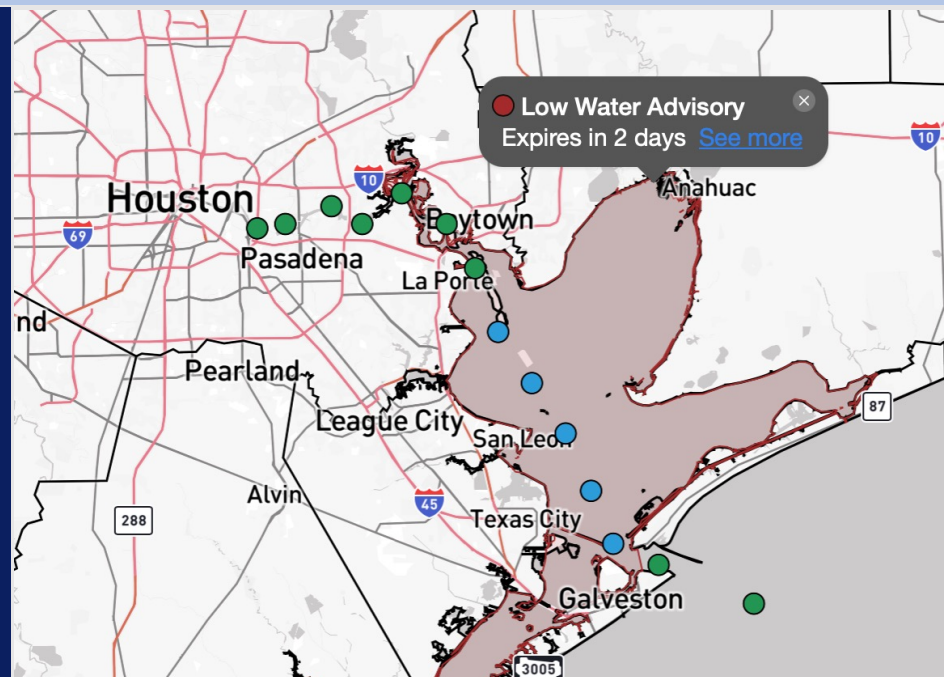 Low Water Advisory
Expires in 2 days See more
10
Anahuac
10
Houston
Baytown
69
Pasadena
La Porte
nd
Pearland
87
League City
San Leon
Alvin
45
288
Texas City
Galveston
3005